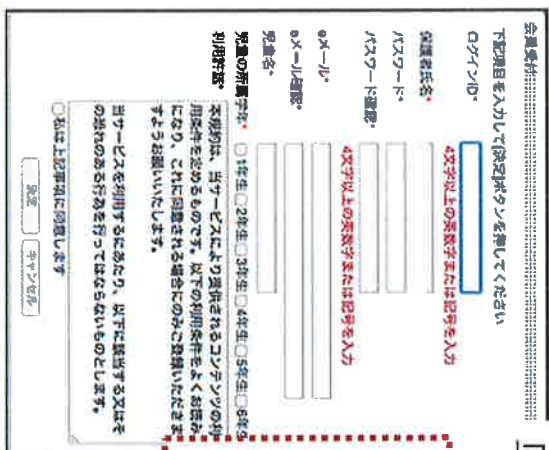 会員受付
下記項目を入力して[決定]ボタンを押してください
ログインID*
4文字以上の英数字または記号を入力
保護者氏名*
パスワード*
パスワード確認*
4文字以上の英数字または記号を入力
eメール*
eメール確認*
児童名*
児童の所属学年* 1年生 2年生 3年生 4年生 5年生 6年生
利用許諾*
本規約は、当サービスにより提供されるコンテンツの利
用条件を定めるものです。以下の利用条件をよくお読み
になり、これに同意される場合にのみご登録いただきま
すようお願いいたします。
当サービスを利用するにあたり、以下に該当する又はそ
の恐れのある行為を行ってはならないものとします。
私は上記事項に同意します
決定 キャンセル